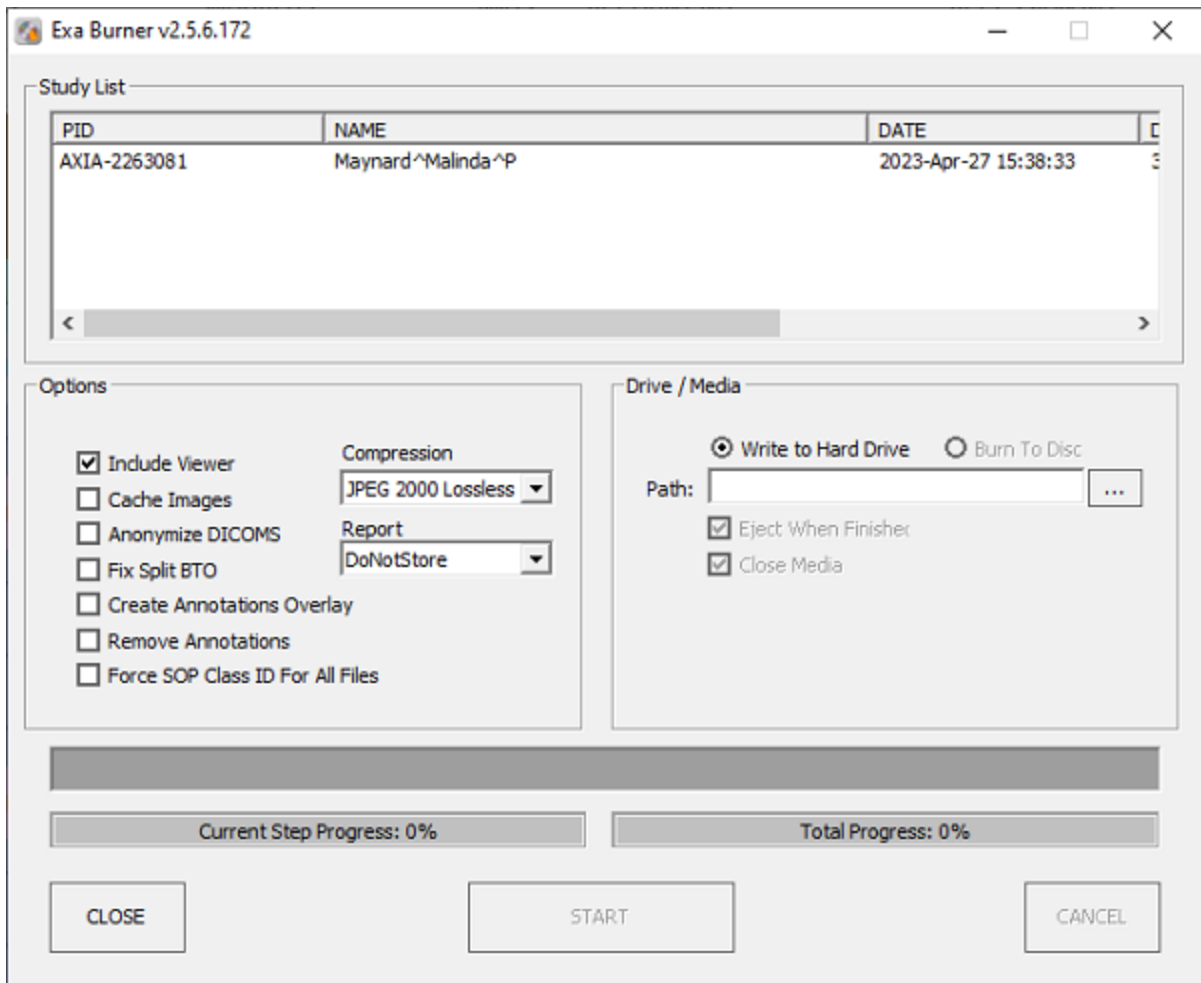 Exa Burner v2.5.6.172
Study List
PID NAME DATE
AXIA-2263081 Maynard^Malinda^P 2023-Apr-27 15:38:33
Options
Include Viewer
Cache Images
Anonymize DICOMS
Fix Split BTO
Create Annotations Overlay
Remove Annotations
Force SOP Class ID For All Files
Compression
JPEG 2000 Lossless
Report
DoNotStore
Drive / Media
Write to Hard Drive Burn To Disc
Path: ...
Eject When Finished
Close Media
Current Step Progress: 0% Total Progress: 0%
CLOSE START CANCEL